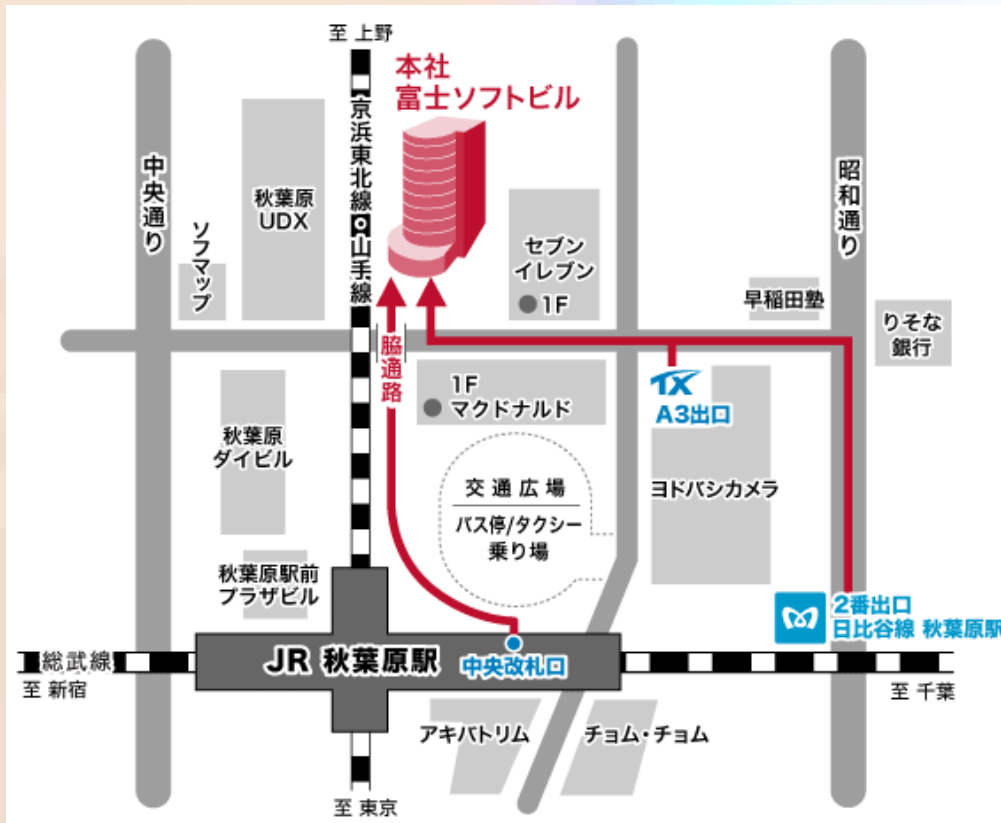 至 上野
本社
富士ソフトビル
中央通り
秋葉原
UDX
ソフマップ
京浜東北線
山手線
セブン
イレブン
1F
昭和通り
早稲田塾
りそな
銀行
脇通路
1F
マクドナルド
TX
A3出口
秋葉原
ダイビル
交通広場
バス停/タクシー
乗り場
ヨドバシカメラ
秋葉原駅前
プラザビル
2番出口
日比谷線 秋葉原駅
総武線
至 新宿
JR 秋葉原駅
中央改札口
至 千葉
アキバトリム
チョム・チョム
至 東京